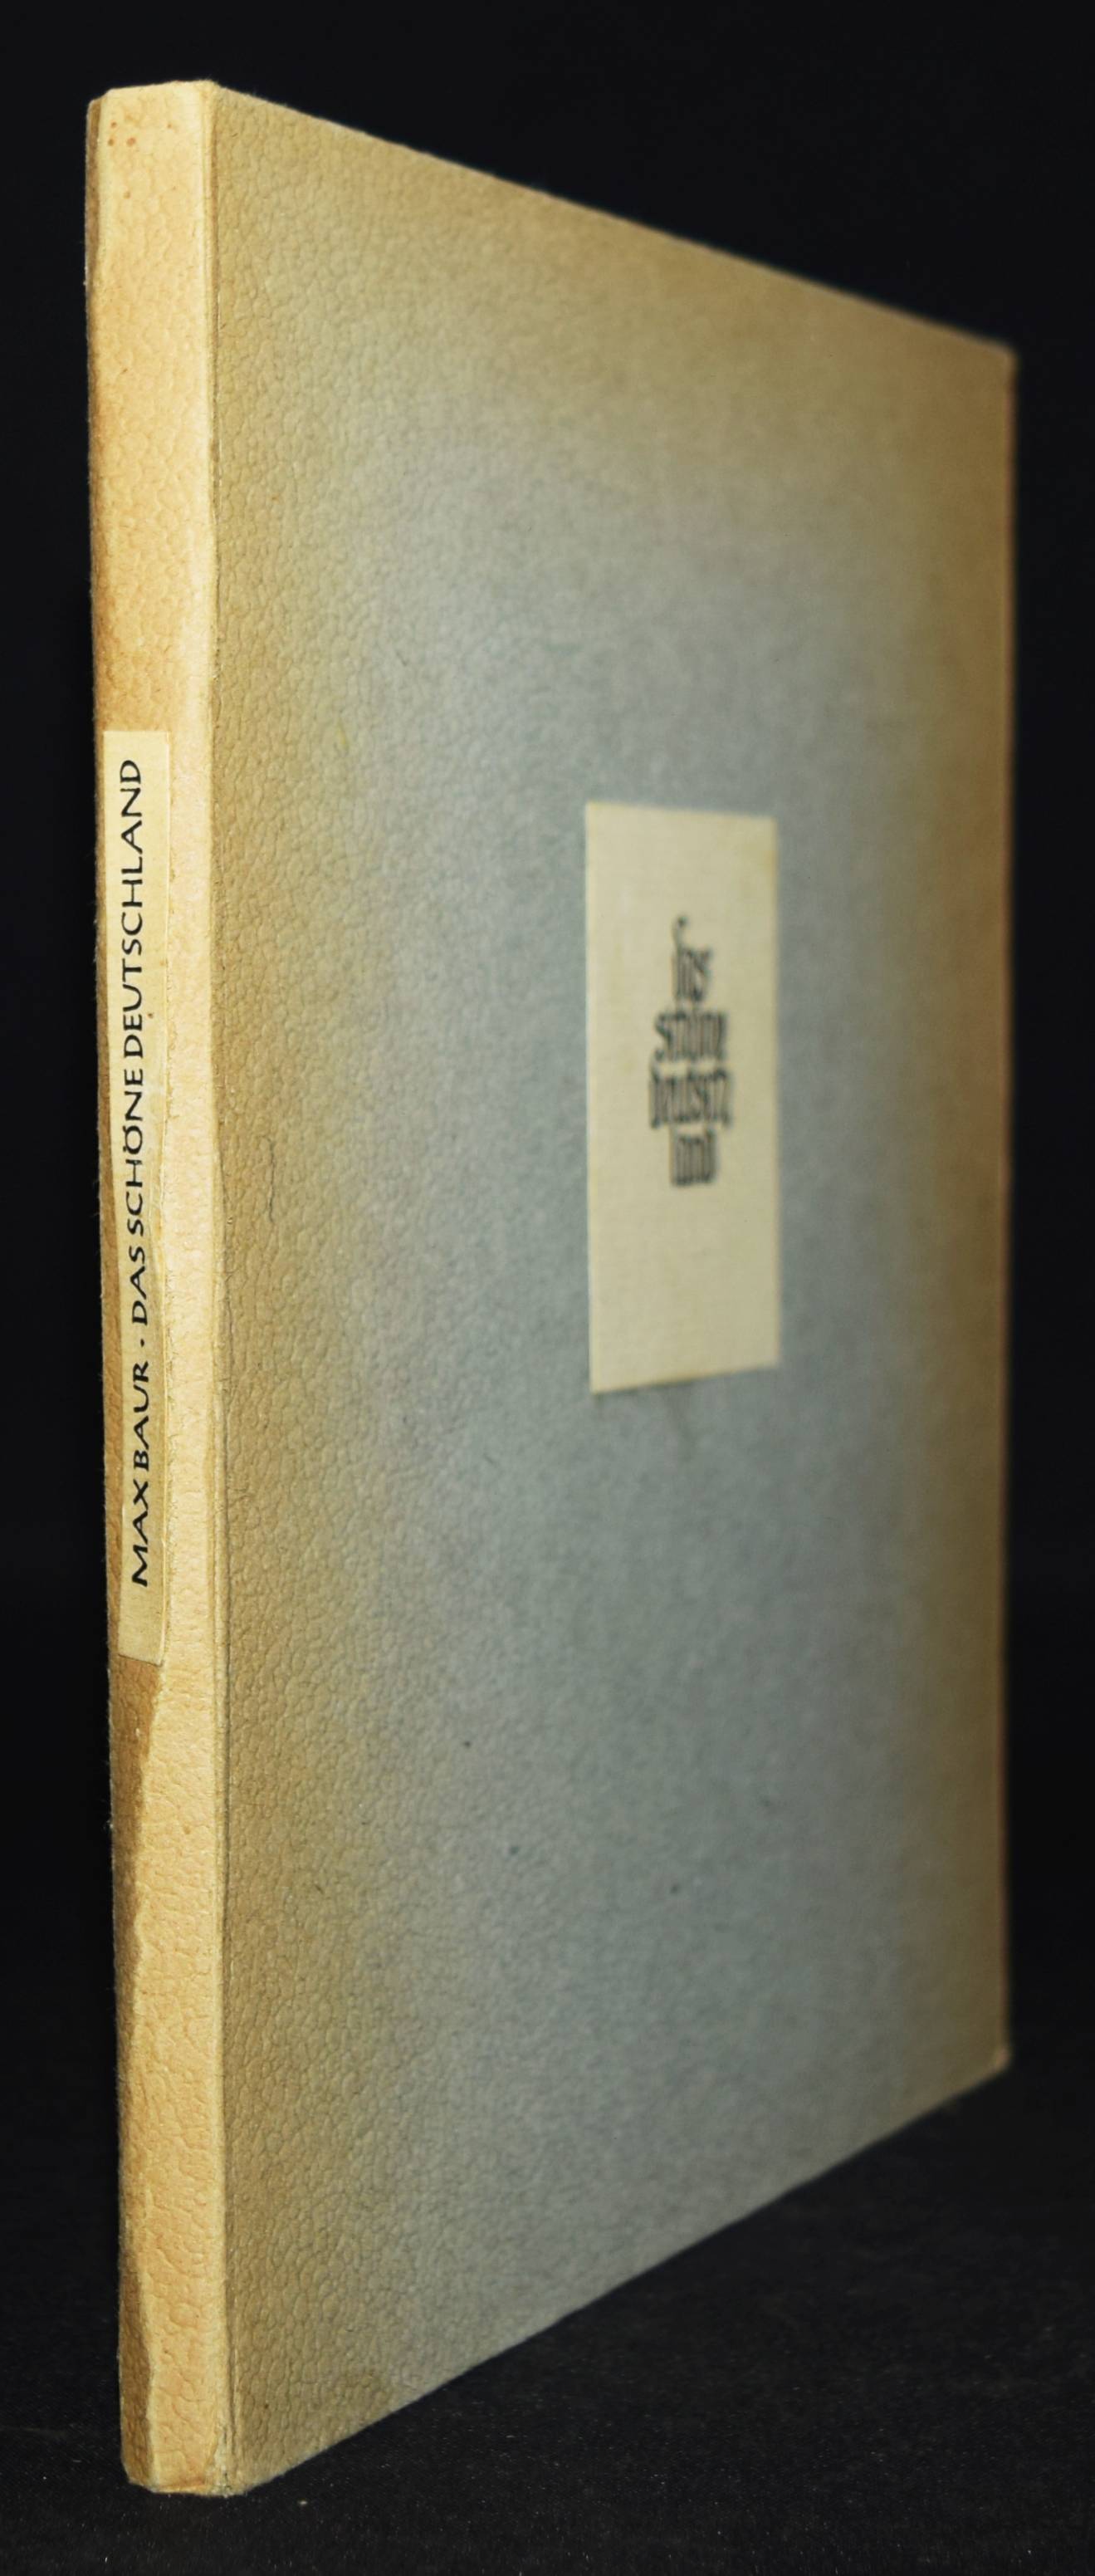 MAX BAUR · DAS SCHÖNE DEUTSCHLAND
das
schöne
deutsch
land